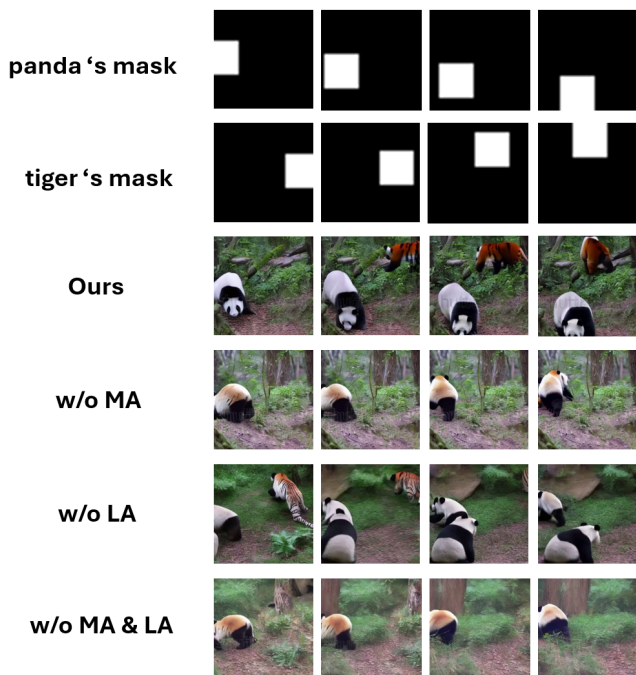 panda ‘s mask
tiger ‘s mask
Ours
w/o MA
w/o LA
w/o MA & LA